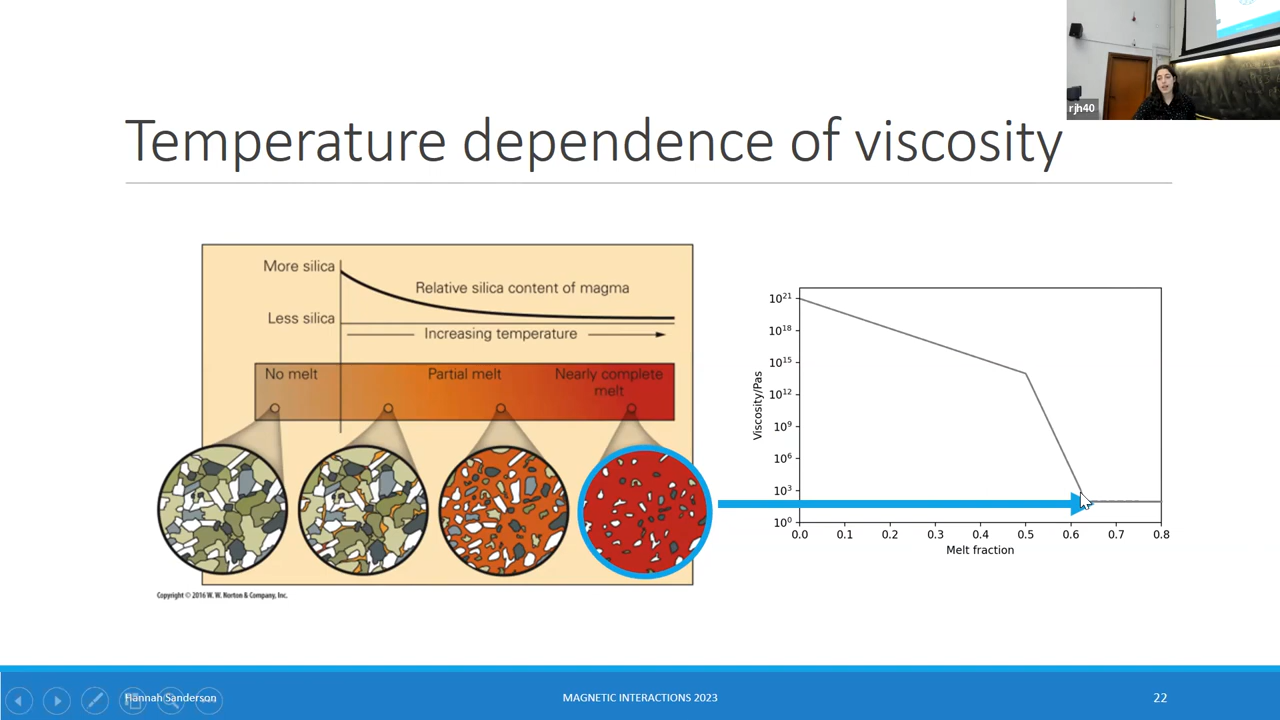 rjh40
Temperature dependence of viscosity
More silica
Relative silica content of magma
Less silica
Increasing temperature
No melt
Partial melt
Nearly complete
melt
Copyright © 2016 W. W. Norton & Company, Inc.
Viscosity/Pas
10²¹
10¹⁸
10¹⁵
10¹²
10⁹
10⁶
10³
10⁰
0.0 0.1 0.2 0.3 0.4 0.5 0.6 0.7 0.8
Melt fraction
Hannah Sanderson
MAGNETIC INTERACTIONS 2023
22